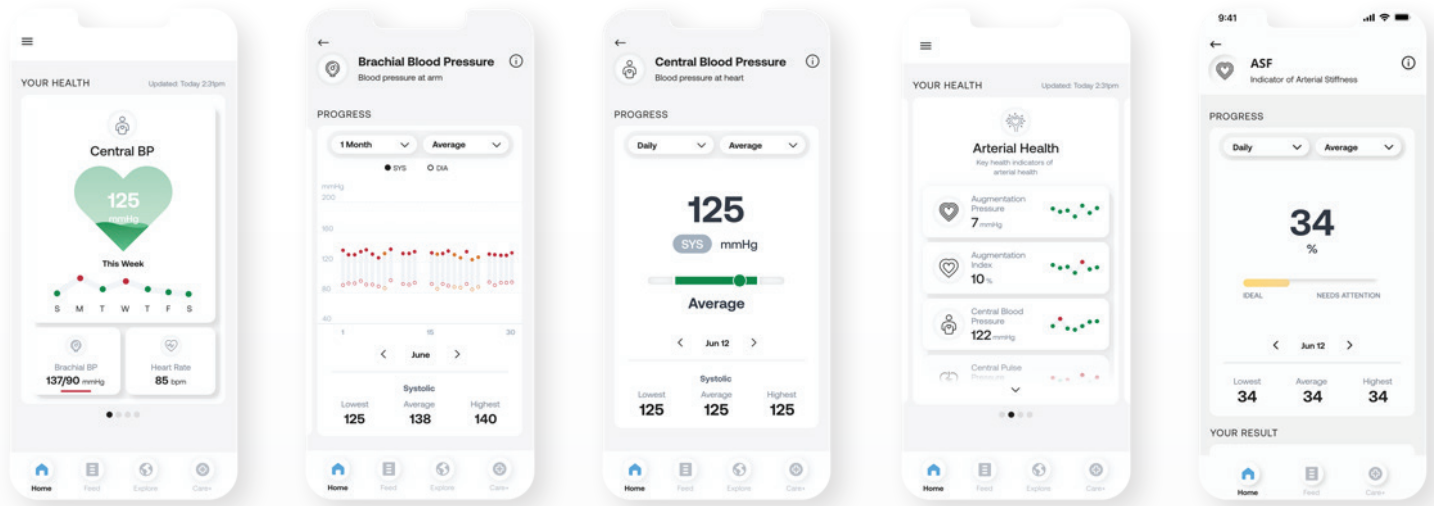 YOUR HEALTH
Updated: Today 2:31pm
Central BP
125
mmHg
This Week
S M T W T F S
Brachial BP
137/90 mmHg
Heart Rate
85 bpm
Home
Feed
Explore
Care+
Brachial Blood Pressure
Blood pressure at arm
PROGRESS
1 Month
Average
SYS
DIA
mmHg
200
160
120
80
40
1 15 30
June
Systolic
Lowest
Average
Highest
125
138
140
Home
Feed
Explore
Care+
Central Blood Pressure
Blood pressure at heart
PROGRESS
Daily
Average
125
SYS mmHg
Average
Jun 12
Systolic
Lowest
Average
Highest
125
125
125
Home
Feed
Explore
Care+
YOUR HEALTH
Updated: Today 2:31pm
Arterial Health
Key health indicators of
arterial health
Augmentation
Pressure
7 mmHg
Augmentation
Index
10 %
Central Blood
Pressure
122 mmHg
Central Pulse
Pressure
Home
Feed
Explore
Care+
9:41
ASF
Indicator of Arterial Stiffness
PROGRESS
Daily
Average
34
%
IDEAL
NEEDS ATTENTION
Jun 12
Lowest
Average
Highest
34
34
34
YOUR RESULT
Home
Feed
Care+